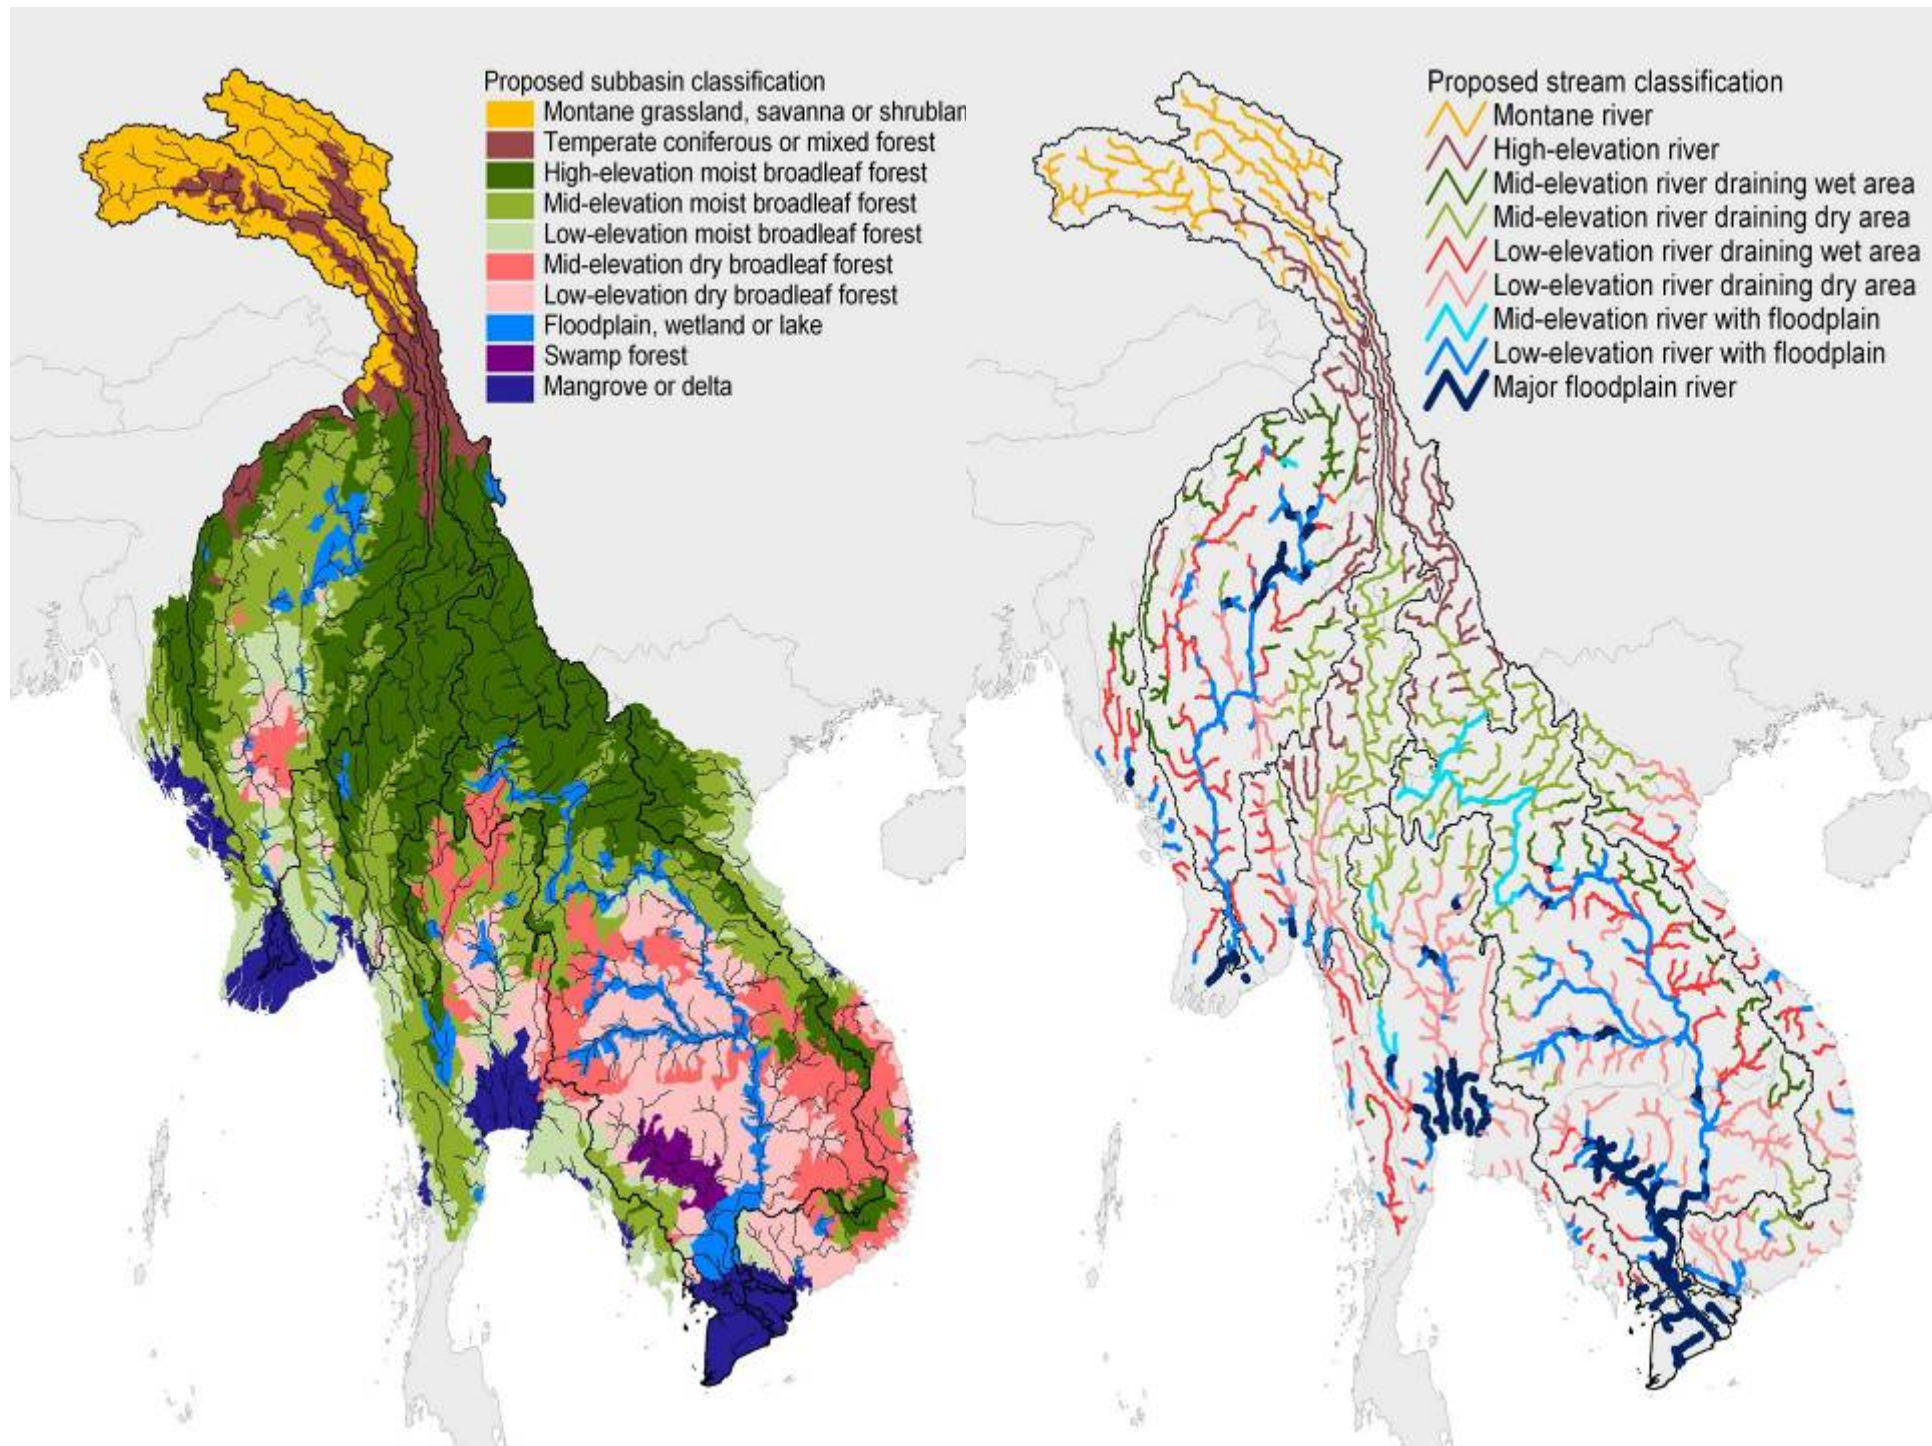 Proposed subbasin classification
Montane grassland, savanna or shrublan
Temperate coniferous or mixed forest
High-elevation moist broadleaf forest
Mid-elevation moist broadleaf forest
Low-elevation moist broadleaf forest
Mid-elevation dry broadleaf forest
Low-elevation dry broadleaf forest
Floodplain, wetland or lake
Swamp forest
Mangrove or delta
Proposed stream classification
Montane river
High-elevation river
Mid-elevation river draining wet area
Mid-elevation river draining dry area
Low-elevation river draining wet area
Low-elevation river draining dry area
Mid-elevation river with floodplain
Low-elevation river with floodplain
Major floodplain river